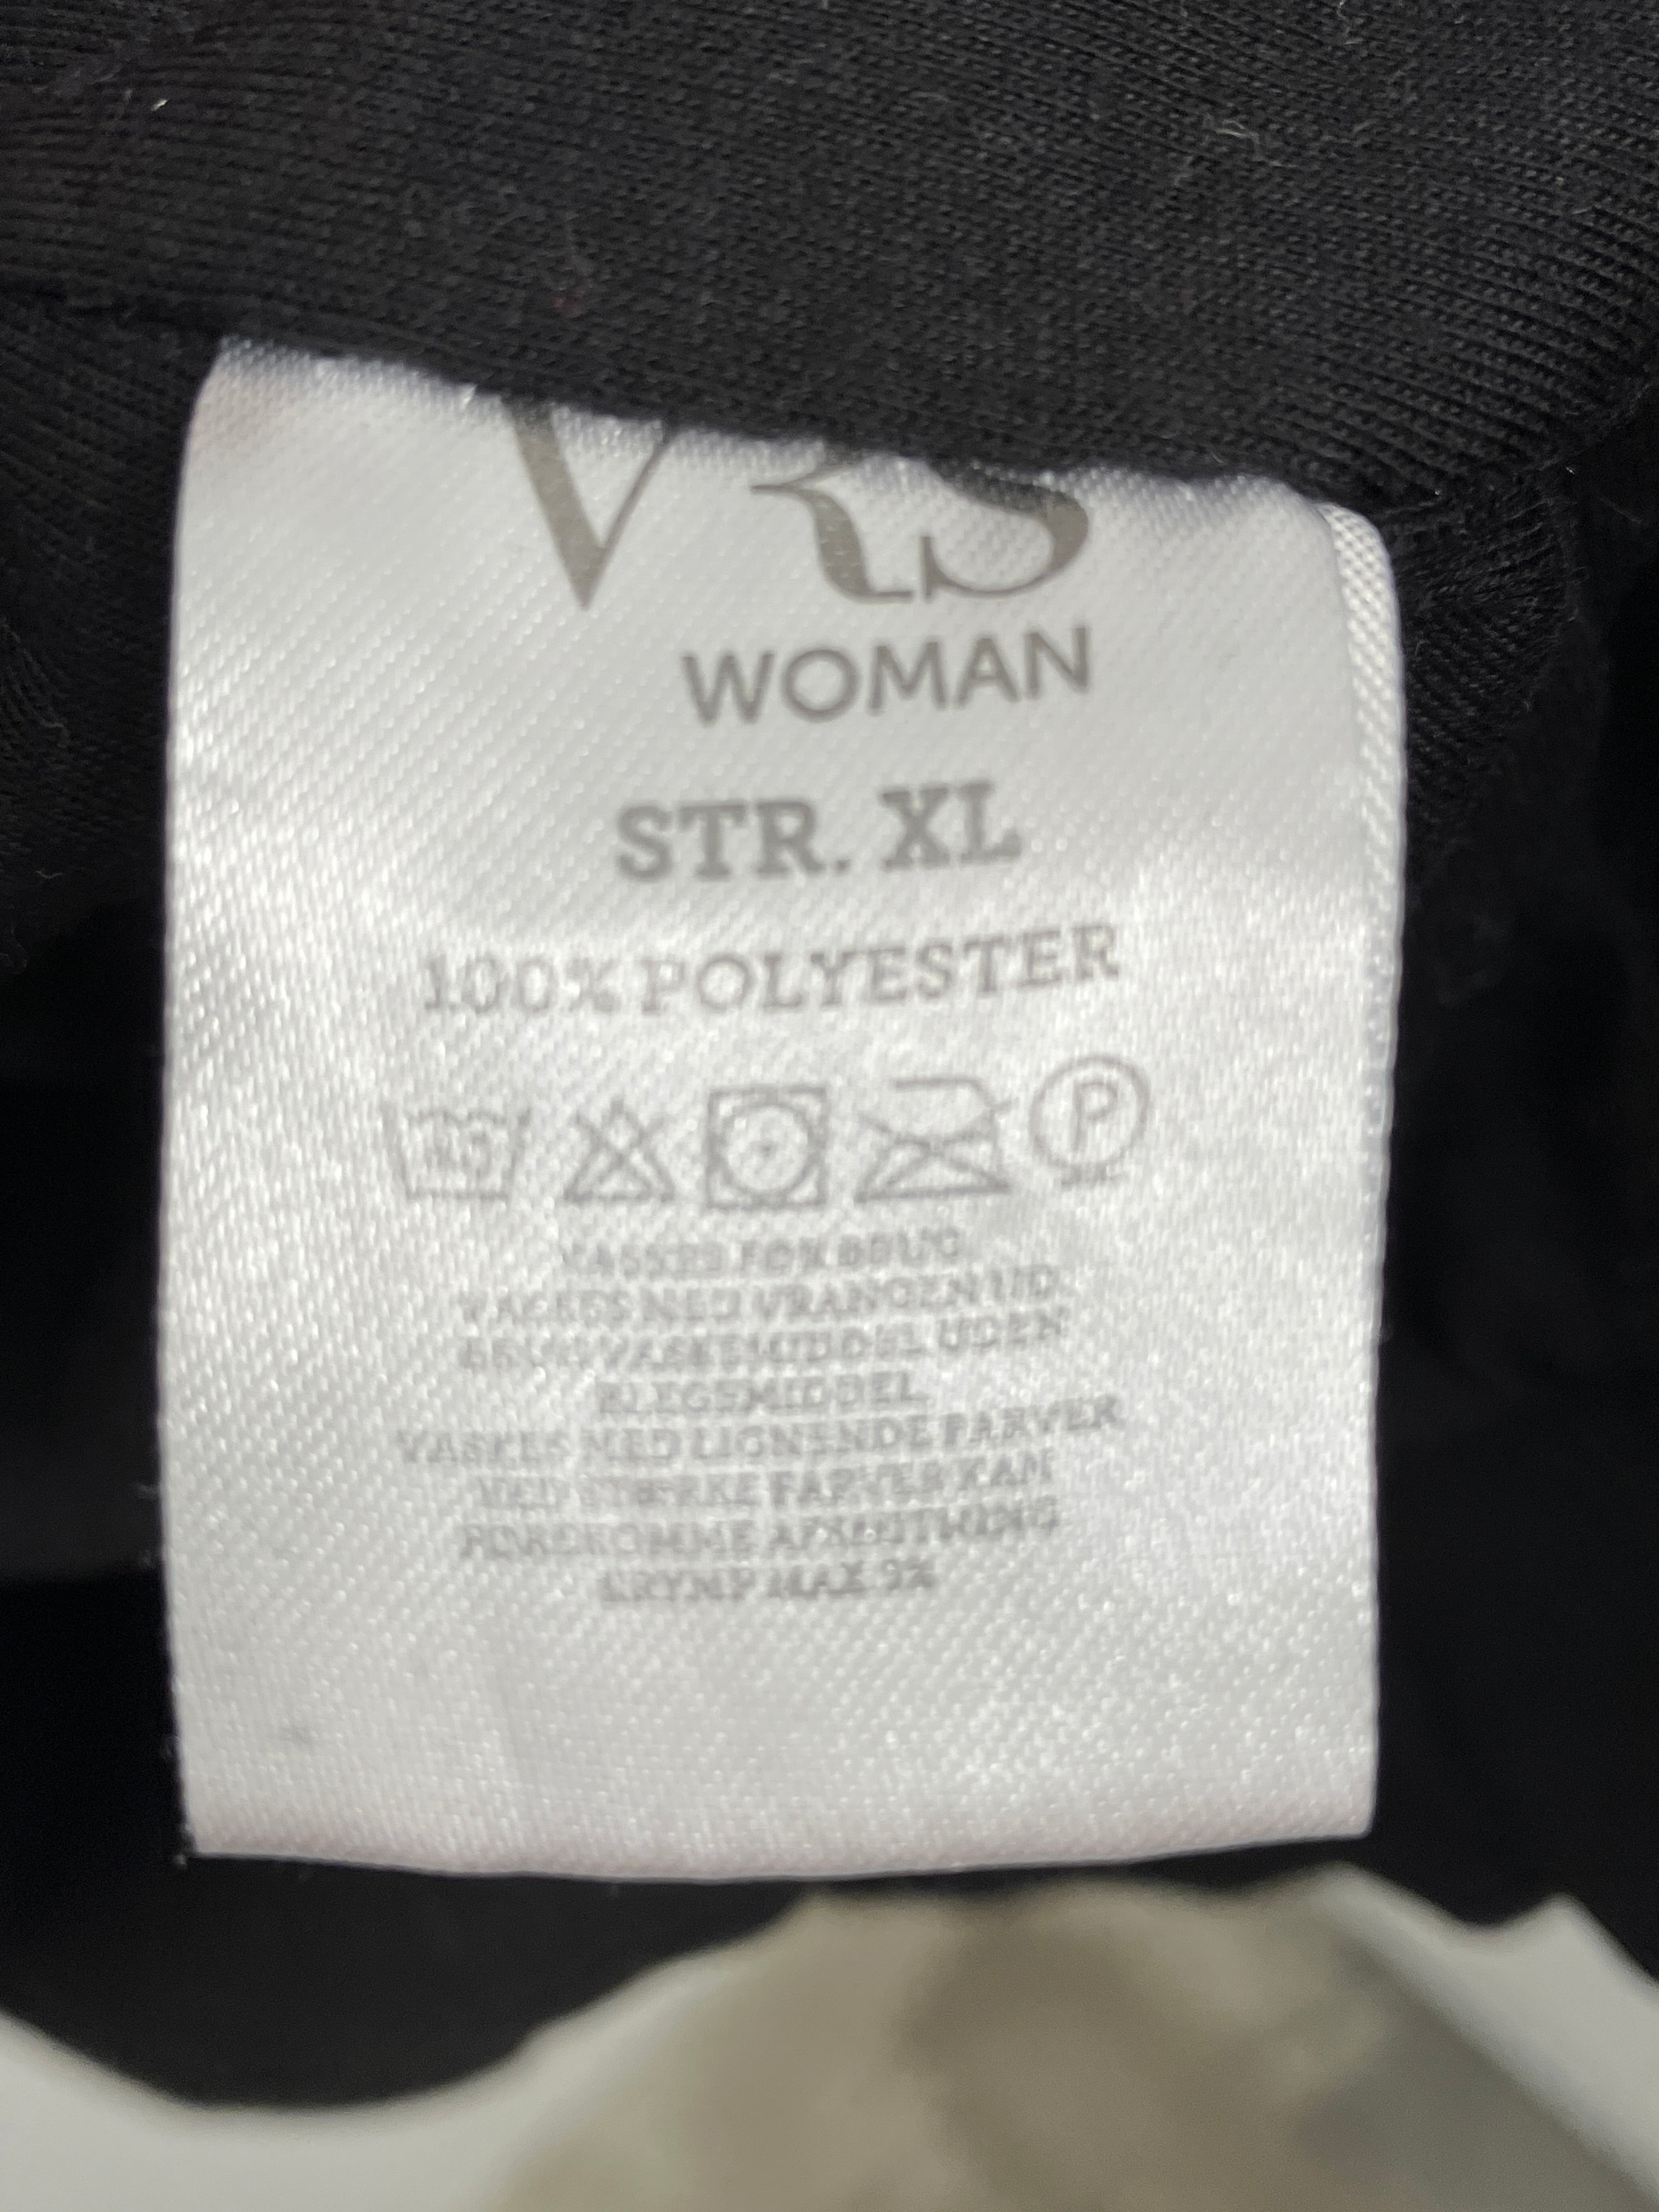 VRS
WOMAN
STR. XL
100% POLYESTER
40
P
VASKES FØR BRUG
VASKES MED VRANGEN UD
BRUG VASKEMIDDEL UDEN
BLEGEMIDDEL
VASKES MED LIGNENDE FARVER
VED STÆRKE FARVER KAN
FOREKOMME AFSMITNING
KRYMP MAX